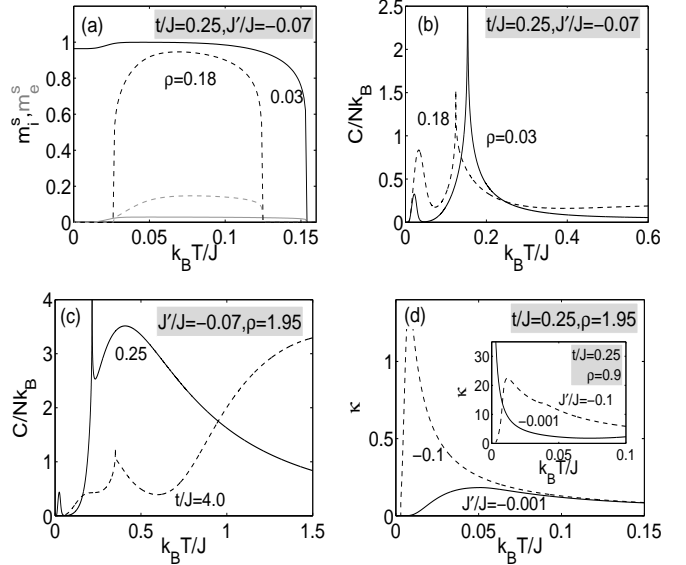 (a)
t/J=0.25,J′/J=−0.07
1
0.8
0.6
0.4
0.2
0
ρ=0.18
0.03
m_i^s,m_e^s
0 0.05 0.1 0.15
k_BT/J
(b)
t/J=0.25,J′/J=−0.07
2.5
2
1.5
1
0.5
0
0.18
ρ=0.03
C/Nk_B
0 0.2 0.4 0.6
k_BT/J
(c)
J′/J=−0.07,ρ=1.95
4
3
2
1
0
0.25
t/J=4.0
C/Nk_B
0 0.5 1 1.5
k_BT/J
(d)
t/J=0.25,ρ=1.95
1
0.5
0
κ
−0.1
J′/J=−0.001
0 0.05 0.1 0.15
k_BT/J
t/J=0.25
ρ=0.9
30
20
10
0
κ
J′/J=−0.1
−0.001
0 0.05 0.1
k_BT/J